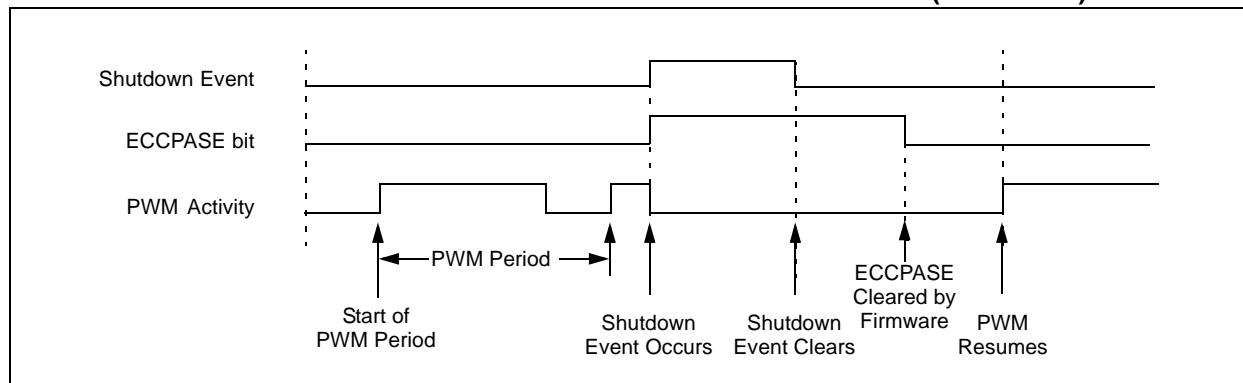 Shutdown Event
ECCPASE bit
PWM Activity
PWM Period
Start of
PWM Period
Shutdown
Event Occurs
Shutdown
Event Clears
ECCPASE
Cleared by
Firmware
PWM
Resumes